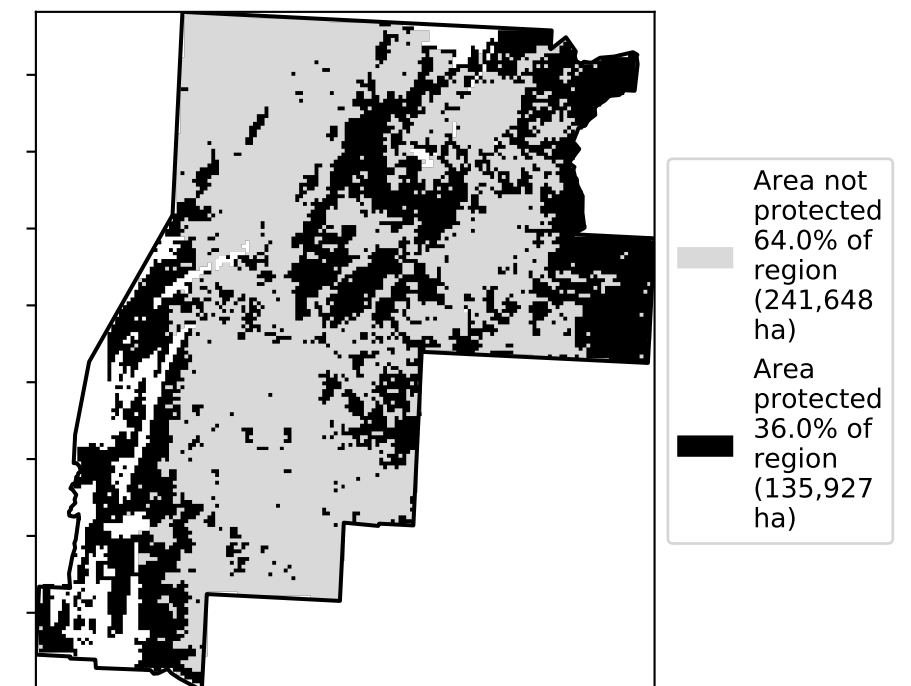 Area not
protected
64.0% of
region
(241,648
ha)
Area
protected
36.0% of
region
(135,927
ha)